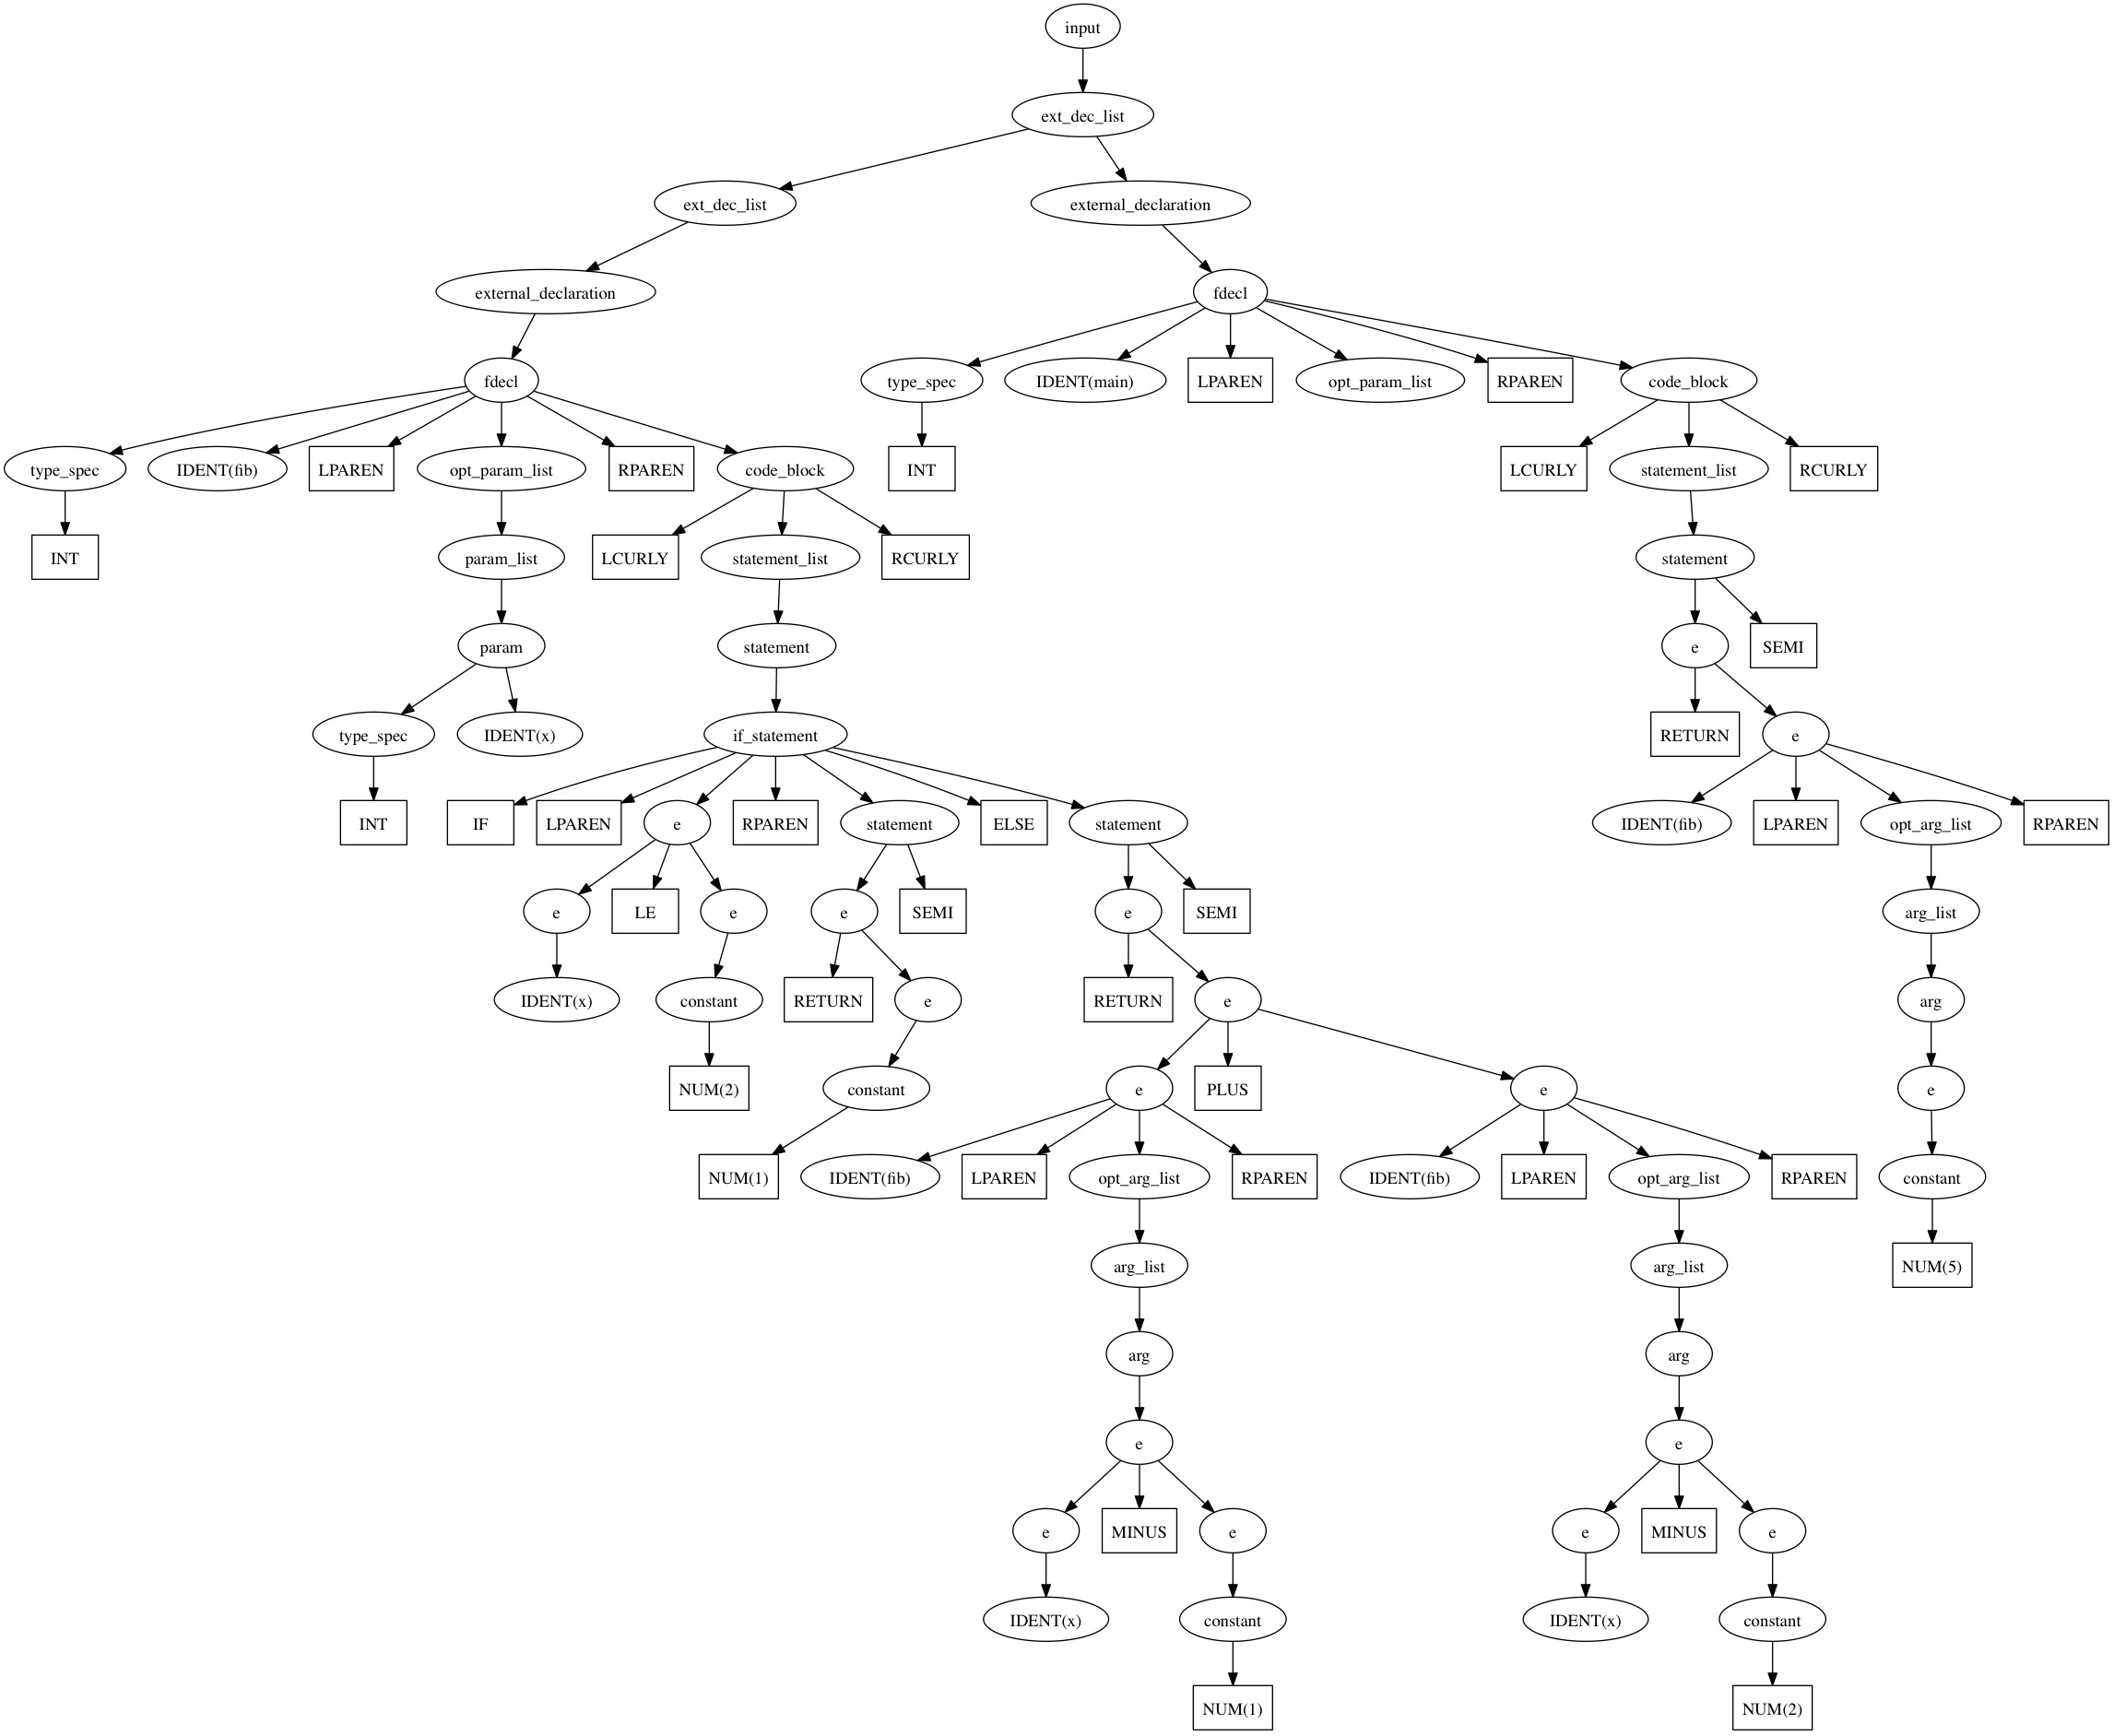 input
ext_dec_list
ext_dec_list external_declaration
external_declaration fdecl
fdecl type_spec IDENT(main) LPAREN opt_param_list RPAREN code_block
type_spec IDENT(fib) LPAREN opt_param_list RPAREN code_block INT LCURLY statement_list RCURLY
INT param_list LCURLY statement_list RCURLY statement
param statement e SEMI
type_spec IDENT(x) if_statement RETURN e
INT IF LPAREN e RPAREN statement ELSE statement IDENT(fib) LPAREN opt_arg_list RPAREN
e LE e e SEMI e SEMI arg_list
IDENT(x) constant RETURN e RETURN e arg
NUM(2) constant e PLUS e e
NUM(1) IDENT(fib) LPAREN opt_arg_list RPAREN IDENT(fib) LPAREN opt_arg_list RPAREN constant
arg_list arg_list NUM(5)
arg arg
e e
e MINUS e e MINUS e
IDENT(x) constant IDENT(x) constant
NUM(1) NUM(2)